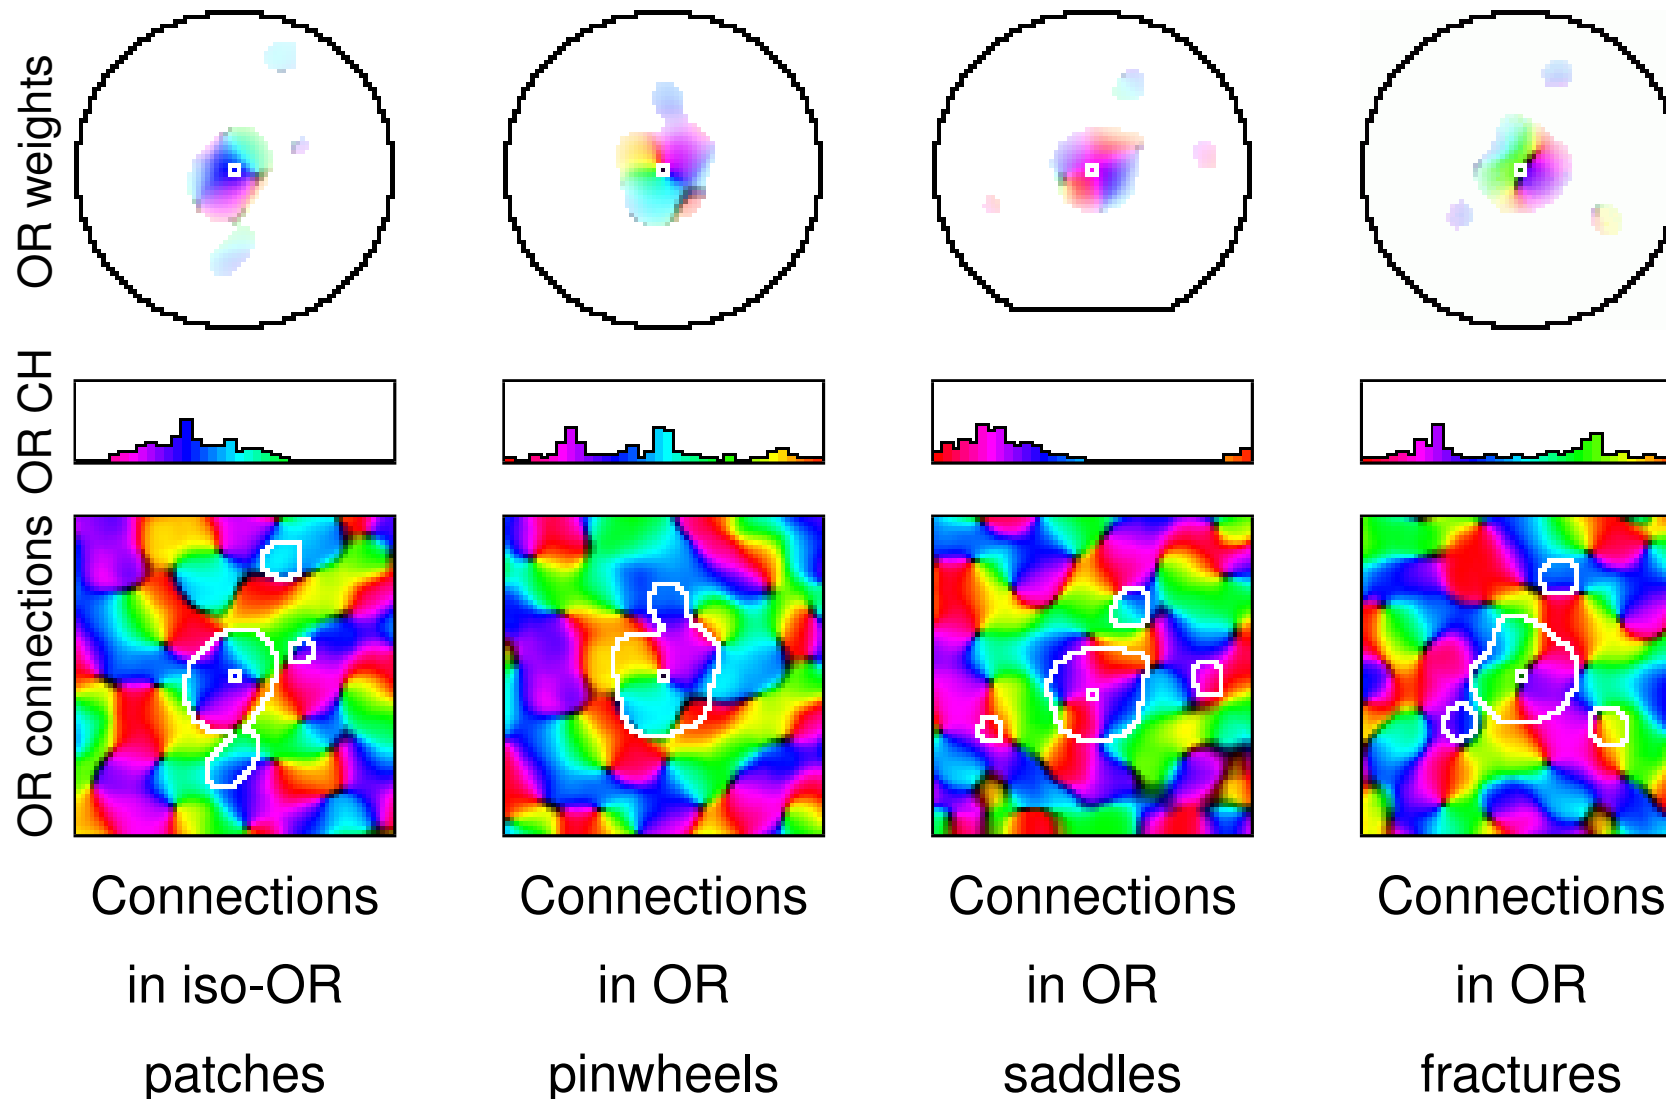 OR weights
OR CH
OR connections
Connections
in iso-OR
patches
Connections
in OR
pinwheels
Connections
in OR
saddles
Connections
in OR
fractures